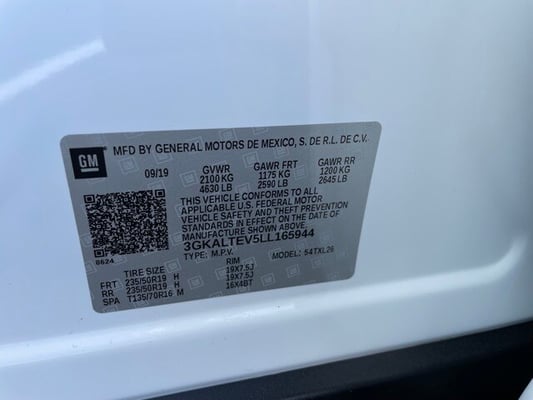 GM MFD BY GENERAL MOTORS DE MEXICO, S. DE R.L. DE C.V.
09/19 GVWR GAWR FRT GAWR RR
2100 KG 1175 KG 1200 KG
4630 LB 2590 LB 2645 LB
THIS VEHICLE CONFORMS TO ALL
APPLICABLE U.S. FEDERAL MOTOR
VEHICLE SAFETY AND THEFT PREVENTION
STANDARDS IN EFFECT ON THE DATE OF
MANUFACTURE SHOWN ABOVE.
3GKALTEV5LL165944
0624 TYPE: M.P.V. MODEL: 54TXL26
TIRE SIZE RIM
FRT 235/50R19 H 19X7.5J
RR 235/50R19 H 19X7.5J
SPA T135/70R16 M 16X4BT